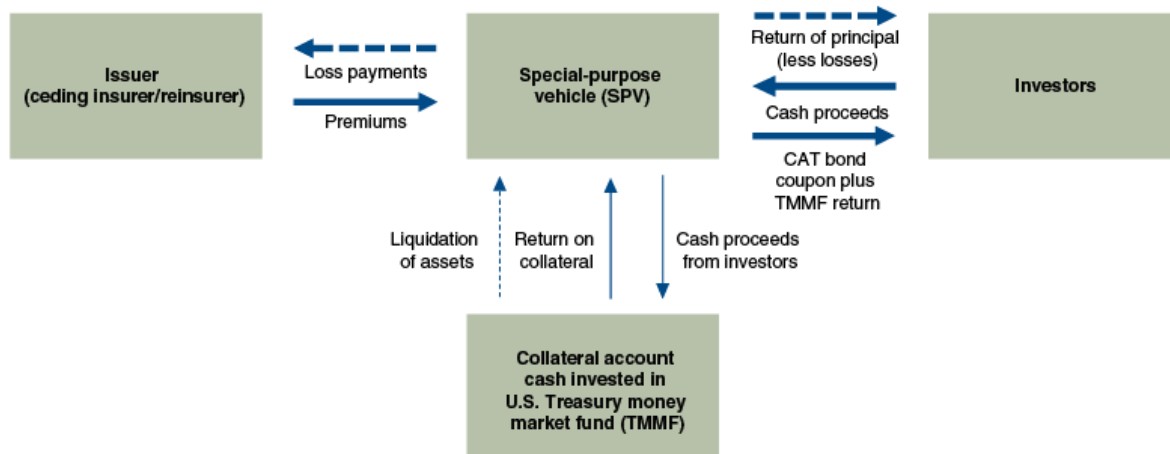 Issuer
(ceding insurer/reinsurer)
Loss payments
Premiums
Special-purpose
vehicle (SPV)
Return of principal
(less losses)
Cash proceeds
CAT bond
coupon plus
TMMF return
Investors
Liquidation
of assets
Return on
collateral
Cash proceeds
from investors
Collateral account
cash invested in
U.S. Treasury money
market fund (TMMF)